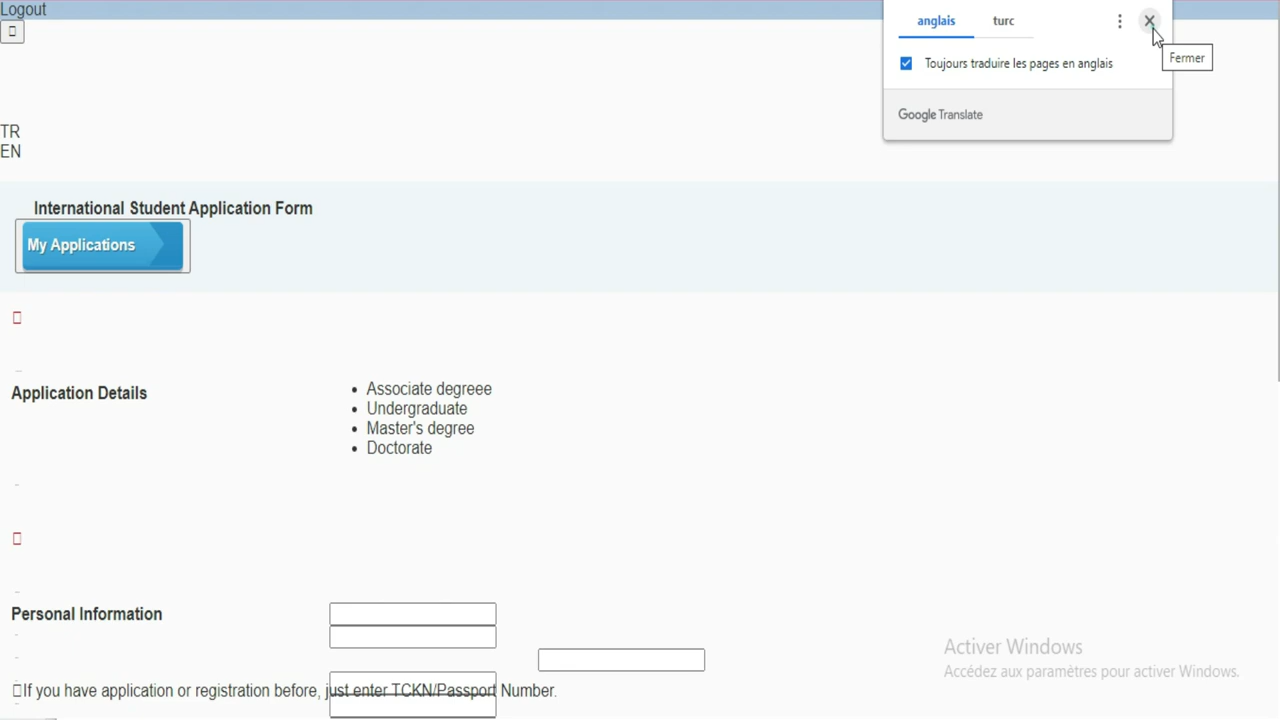 Logout
anglais turc
Toujours traduire les pages en anglais
Fermer
Google Translate
TR
EN
International Student Application Form
My Applications
Application Details
Associate degreee
Undergraduate
Master's degree
Doctorate
Personal Information
If you have application or registration before, just enter TCKN/Passport Number.
Activer Windows
Accédez aux paramètres pour activer Windows.